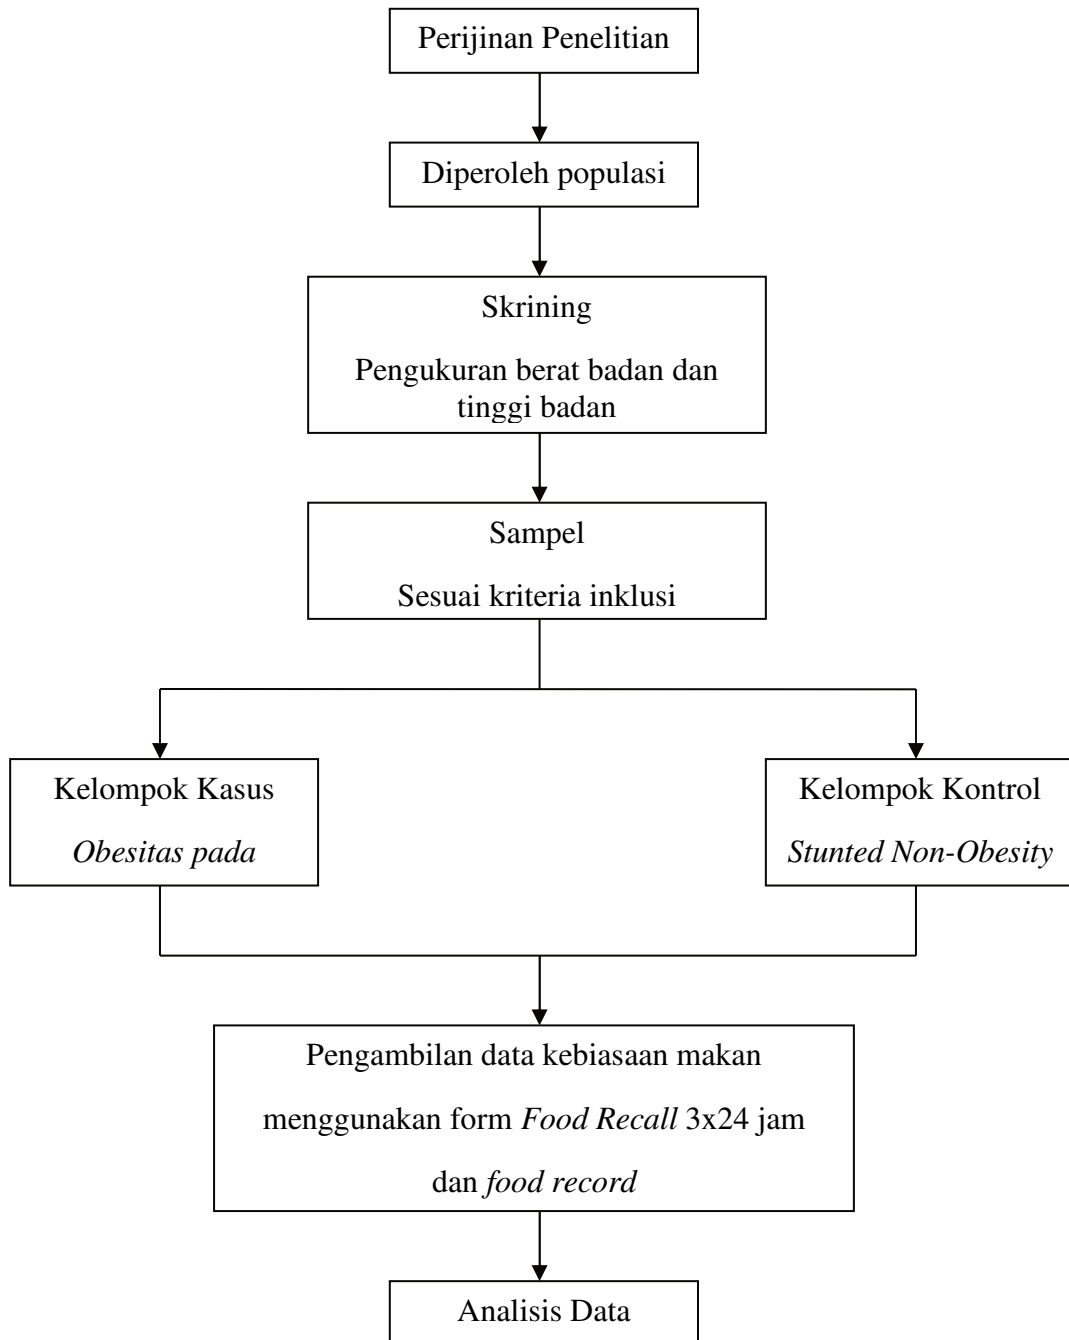 Perijinan Penelitian
Diperoleh populasi
Skrining
Pengukuran berat badan dan
tinggi badan
Sampel
Sesuai kriteria inklusi
Kelompok Kasus
Obesitas pada
Kelompok Kontrol
Stunted Non-Obesity
Pengambilan data kebiasaan makan
menggunakan form Food Recall 3x24 jam
dan food record
Analisis Data